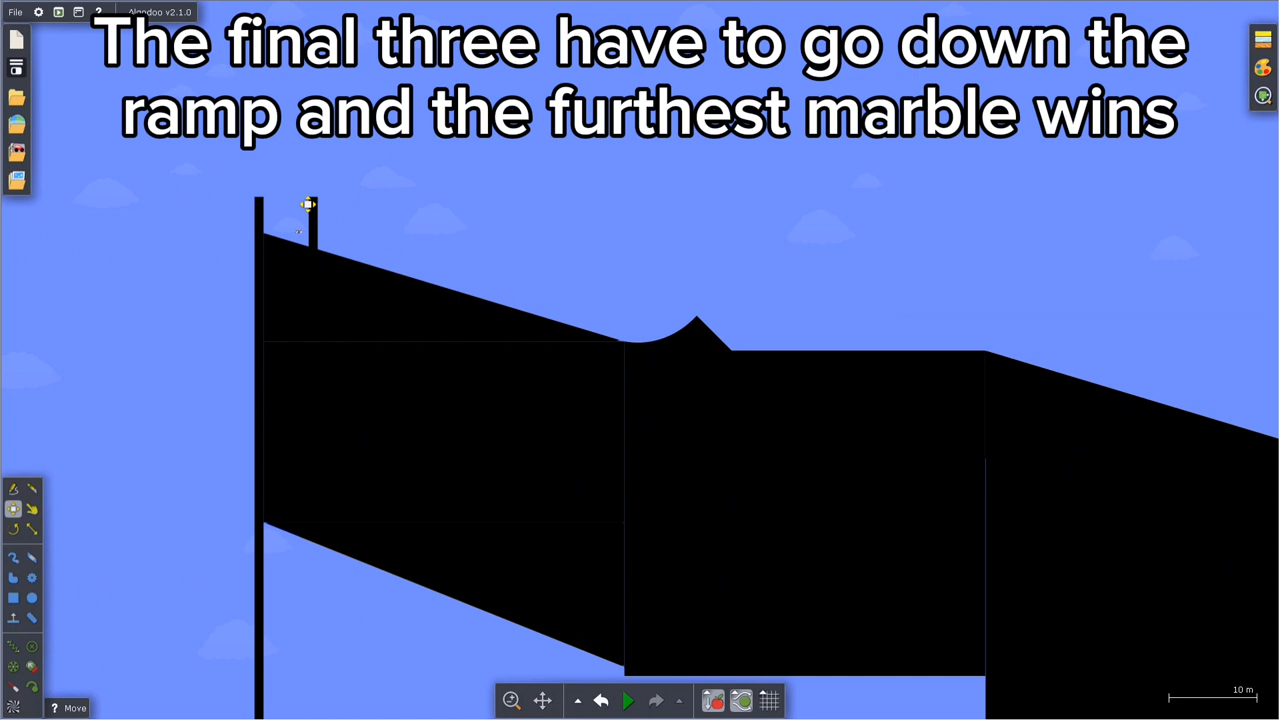 File
? Algodoo v2.1.0
The final three have to go down the
ramp and the furthest marble wins
10 m
? Move